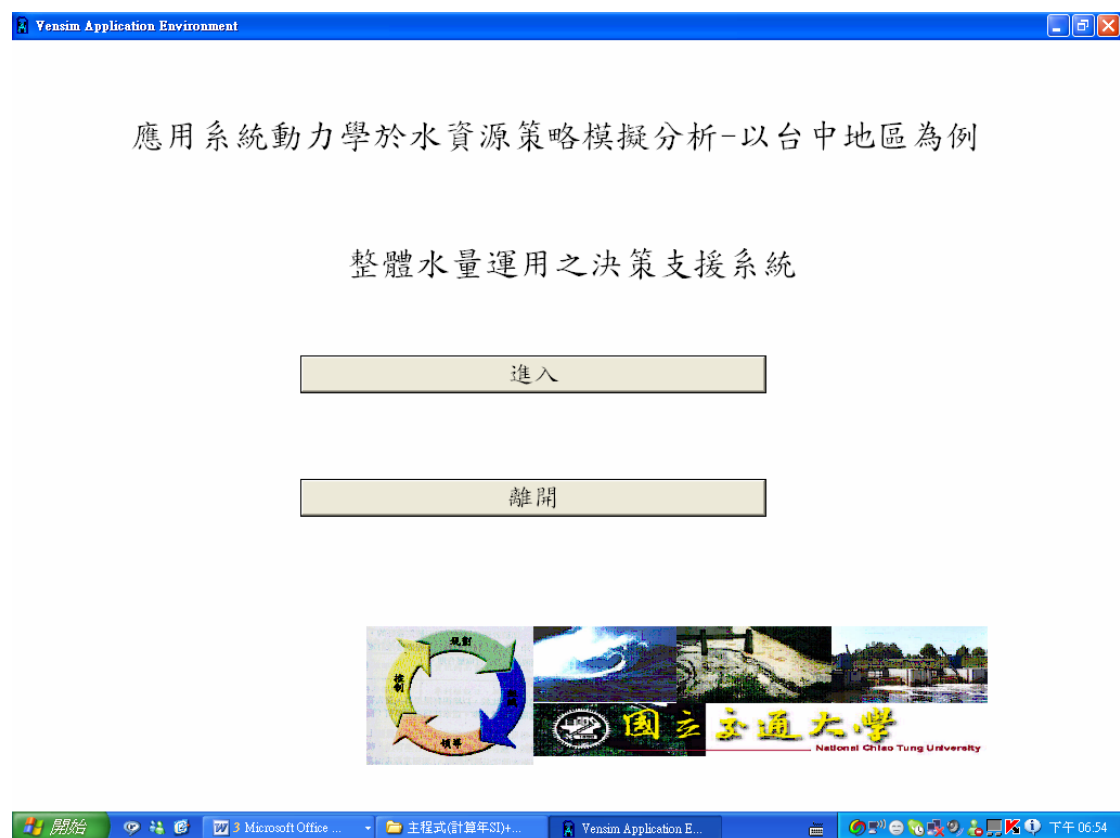 Vensim Application Environment
應用系統動力學於水資源策略模擬分析-以台中地區為例
整體水量運用之決策支援系統
進入
離開
規劃
控制
領導
國立交通大學
National Chiao Tung University
開始
3 Microsoft Office ...
主程式(計算年SI)+...
Vensim Application E...
下午 06:54